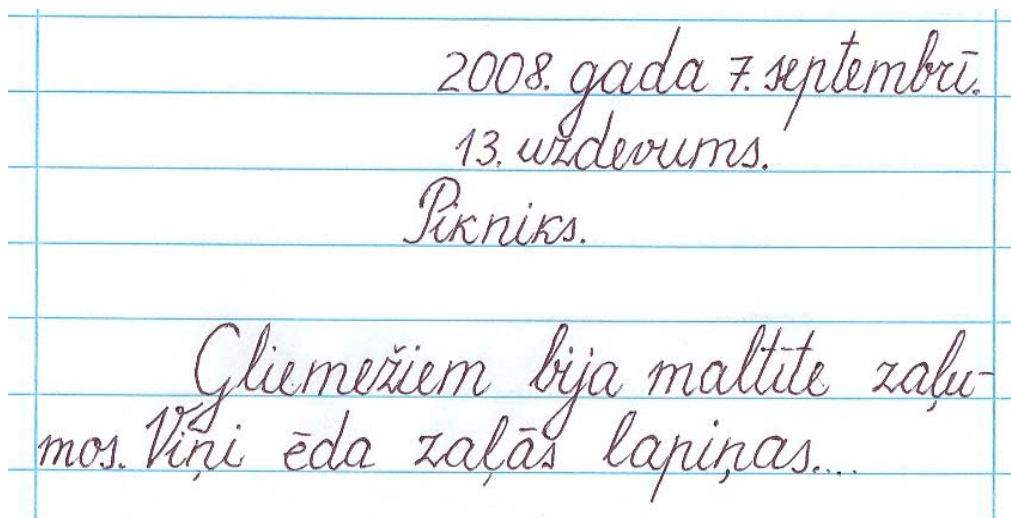 2008. gada 7. septembrī.
13. uzdevums.
Pikniks.
Gliemežiem bija maltīte zaļu-
mos. Viņi ēda zaļās lapiņas....